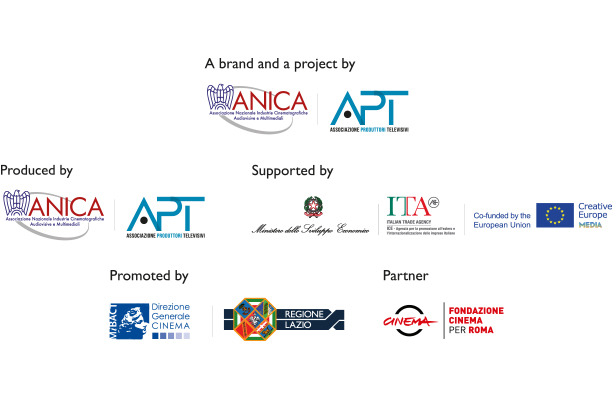 A brand and a project by
ANICA
Associazione Nazionale Industrie Cinematografiche
Audiovisive e Multimediali
APT
ASSOCIAZIONE PRODUTTORI TELEVISIVI
Produced by
ANICA
Associazione Nazionale Industrie Cinematografiche
Audiovisive e Multimediali
APT
ASSOCIAZIONE PRODUTTORI TELEVISIVI
Supported by
Ministero dello Sviluppo Economico
ITA
ITALIAN TRADE AGENCY
ICE - Agenzia per la promozione all'estero e
l'internazionalizzazione delle imprese italiane
Co-funded by the
European Union
Creative
Europe
MEDIA
Promoted by
MiBACT
Direzione
Generale
CINEMA
REGIONE
LAZIO
Partner
CINEMA
FONDAZIONE
CINEMA
PER ROMA